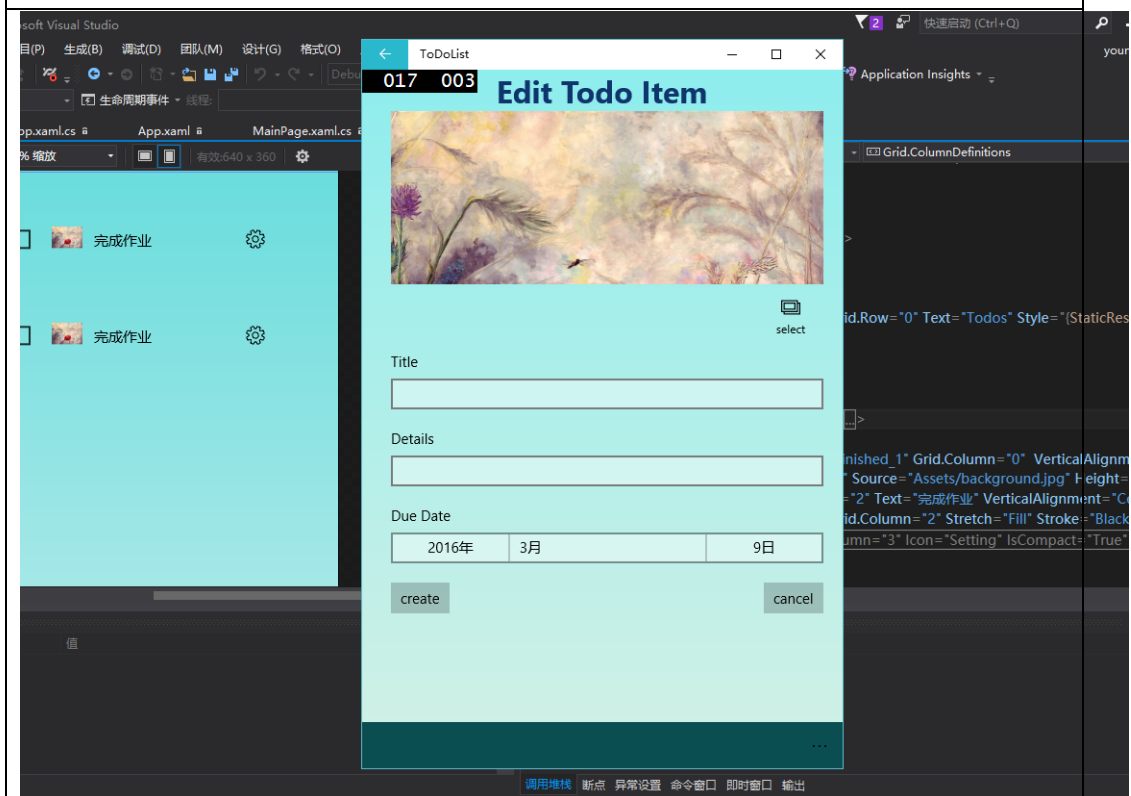 osoft Visual Studio
2
快速启动 (Ctrl+Q)
目(P) 生成(B) 调试(D) 团队(M) 设计(G) 格式(O)
ToDoList
your
Debu
Application Insights
017 003
Edit Todo Item
生命周期事件
线程:
pp.xaml.cs App.xaml MainPage.xaml.cs
% 缩放
有效:640 x 360
Grid.ColumnDefinitions
完成作业
>
id.Row="0" Text="Todos" Style="{StaticRes
select
完成作业
Title
...>
Details
inished_1" Grid.Column="0" VerticalAlignm
" Source="Assets/background.jpg" Height=
="2" Text="完成作业" VerticalAlignment="Ce
id.Column="2" Stretch="Fill" Stroke="Black
umn="3" Icon="Setting" IsCompact="True"
Due Date
2016年 3月 9日
create cancel
值
...
调用堆栈 断点 异常设置 命令窗口 即时窗口 输出